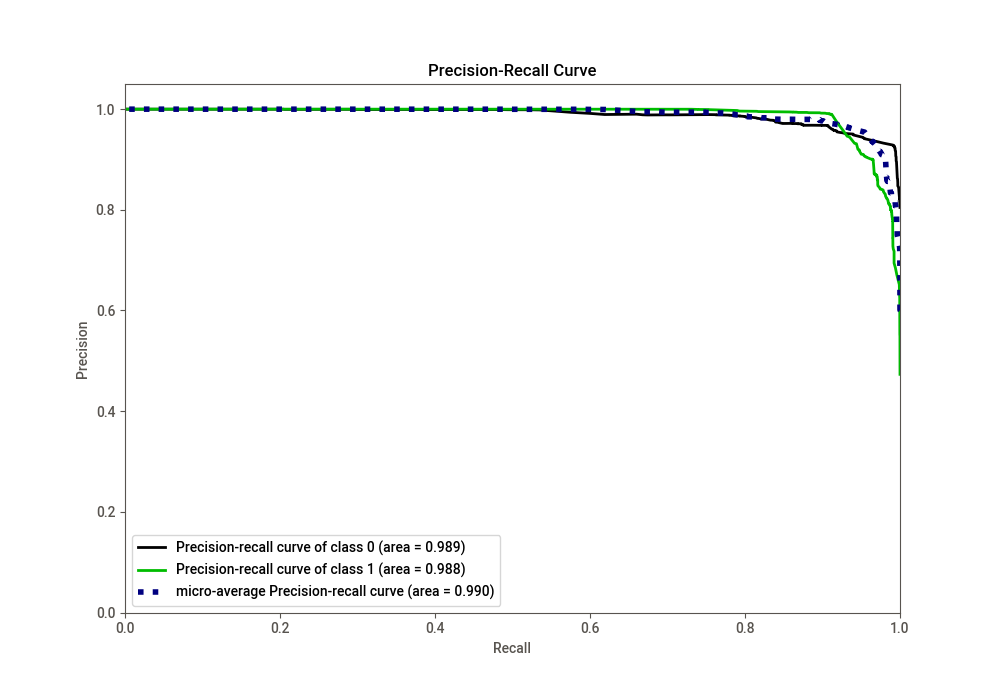 Precision-Recall Curve
1.0
0.8
0.6
0.4
0.2
0.0
Precision
Precision-recall curve of class 0 (area = 0.989)
Precision-recall curve of class 1 (area = 0.988)
micro-average Precision-recall curve (area = 0.990)
0.0 0.2 0.4 0.6 0.8 1.0
Recall